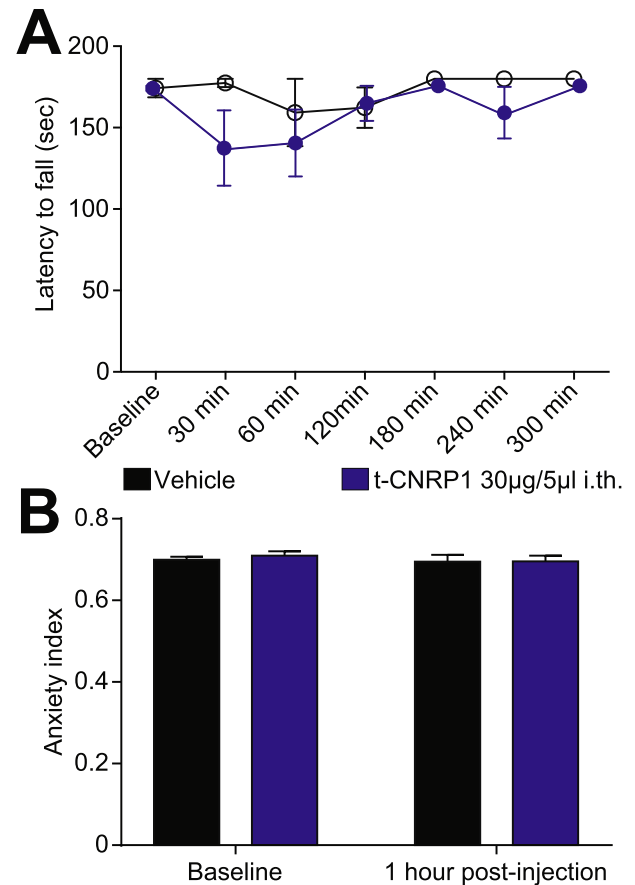 A
200
150
100
50
0
Latency to fall (sec)
Baseline
30 min
60 min
120min
180 min
240 min
300 min
Vehicle
t-CNRP1 30µg/5µl i.th.
B
0.8
0.6
0.4
0.2
0
Anxiety index
Baseline
1 hour post-injection